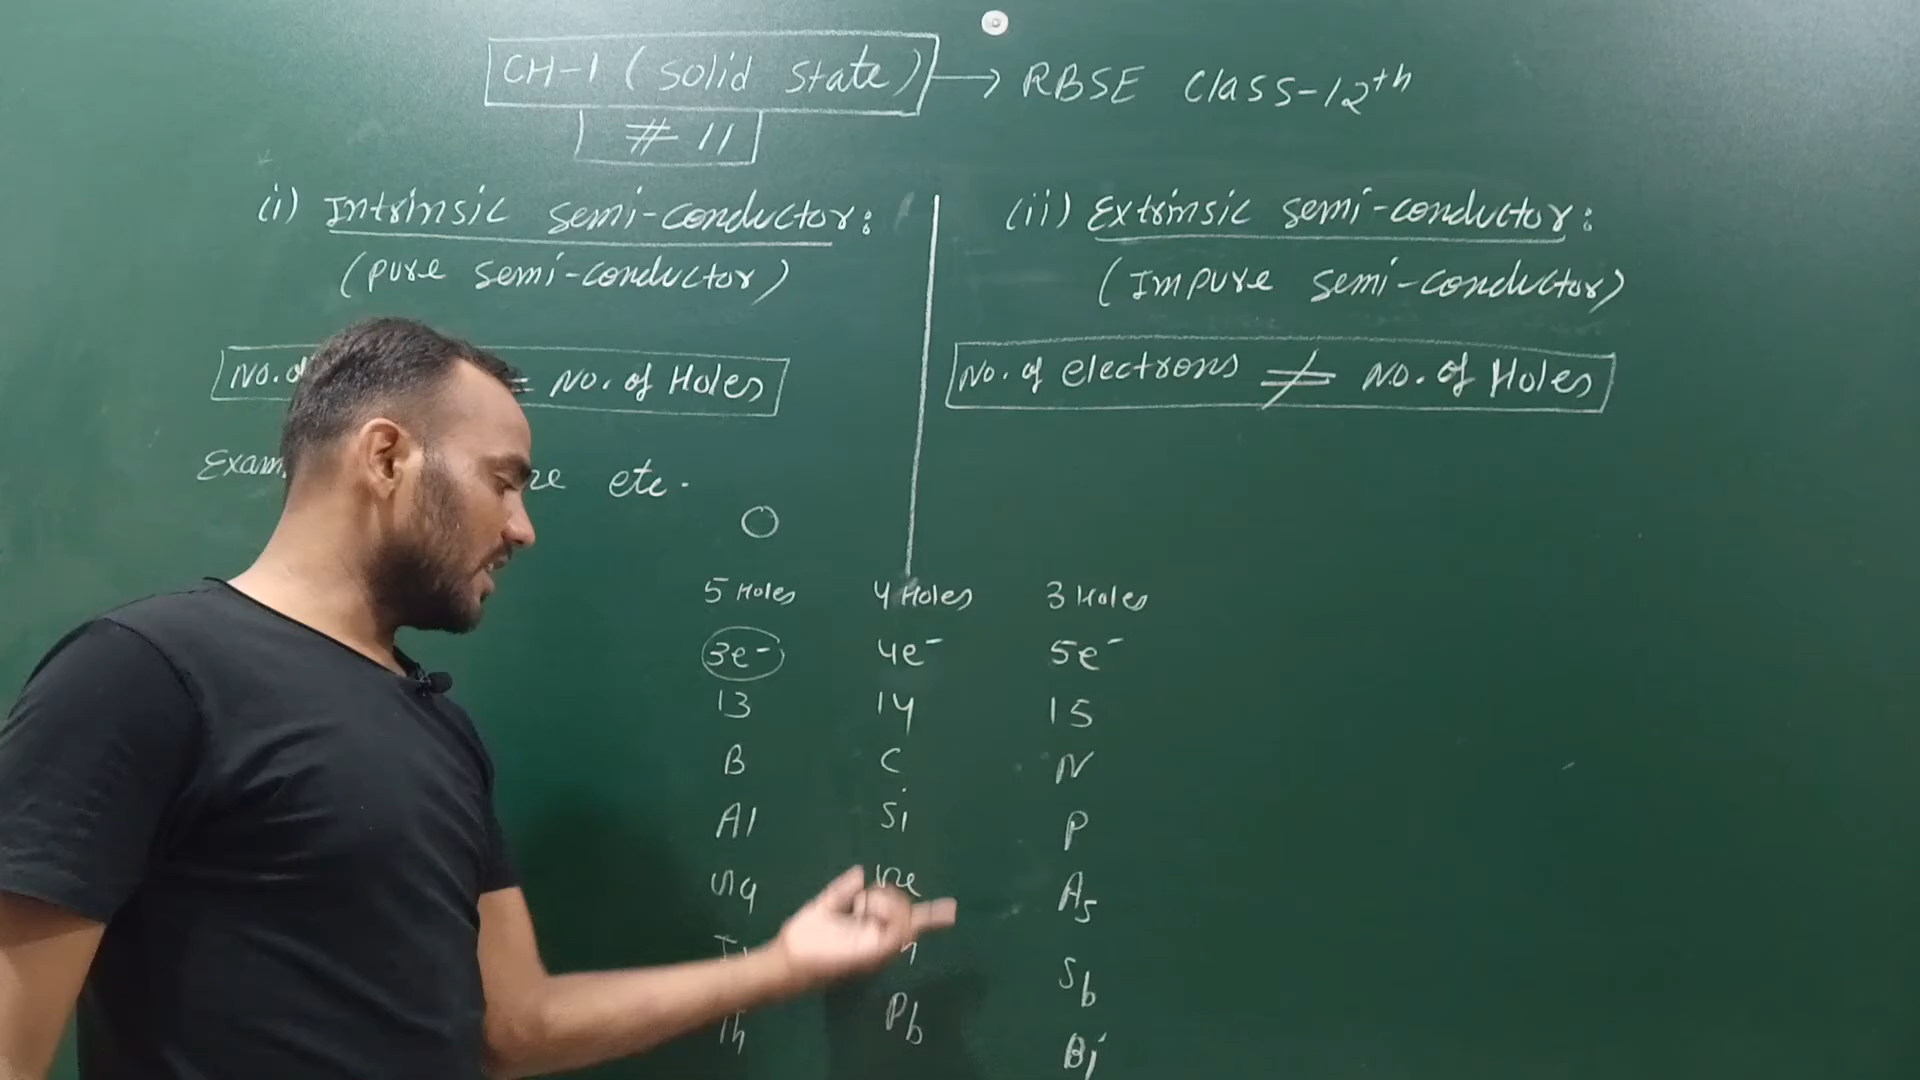 CH-1 (Solid State) → RBSE Class-12th
# 11
(i) Intrinsic Semi-conductor:
(pure Semi-conductor)
= No. of Holes
etc.
(ii) Extrinsic Semi-conductor:
(Impure Semi-conductor)
No. of electrons ≠ No. of Holes
5 Holes 4 Holes 3 Holes
3e⁻ 4e⁻ 5e⁻
13 14 15
B C N
Al Si P
Ga Ge As
Sb
Pb
Bi